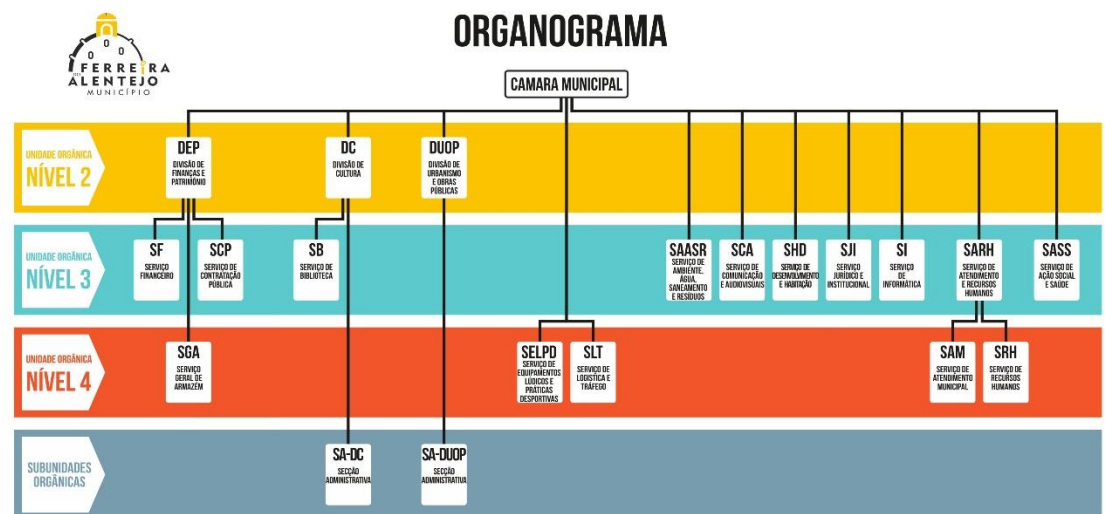 ORGANOGRAMA
FERREIRA
ALENTEJO
MUNICÍPIO
CAMARA MUNICIPAL
UNIDADE ORGÂNICA
NÍVEL 2
DEP
DIVISÃO DE
FINANÇAS E
PATRIMÓNIO
DC
DIVISÃO DE
CULTURA
DUOP
DIVISÃO DE
URBANISMO
E OBRAS
PÚBLICAS
UNIDADE ORGÂNICA
NÍVEL 3
SF
SERVIÇO
FINANCEIRO
SCP
SERVIÇO DE
CONTRATAÇÃO
PÚBLICA
SB
SERVIÇO DE
BIBLIOTECA
SAASR
SERVIÇO DE
AMBIENTE,
ÁGUA,
SANEAMENTO
E RESÍDUOS
SCA
SERVIÇO DE
COMUNICAÇÃO
E AUDIOVISUAIS
SHD
SERVIÇO DE
DESENVOLVIMENTO
E HABITAÇÃO
SJI
SERVIÇO
JURÍDICO E
INSTITUCIONAL
SI
SERVIÇO
DE
INFORMÁTICA
SARH
SERVIÇO DE
ATENDIMENTO
E RECURSOS
HUMANOS
SASS
SERVIÇO DE
AÇÃO SOCIAL
E SAÚDE
UNIDADE ORGÂNICA
NÍVEL 4
SGA
SERVIÇO
GERAL DE
ARMAZÉM
SELPD
SERVIÇO DE
EQUIPAMENTOS
LÚDICOS E
PRÁTICAS
DESPORTIVAS
SLT
SERVIÇO DE
LOGISTICA E
TRÁFEGO
SAM
SERVIÇO DE
ATENDIMENTO
MUNICIPAL
SRH
SERVIÇO DE
RECURSOS
HUMANOS
SUBUNIDADES
ORGÂNICAS
SA-DC
SECÇÃO
ADMINISTRATIVA
SA-DUOP
SECÇÃO
ADMINISTRATIVA